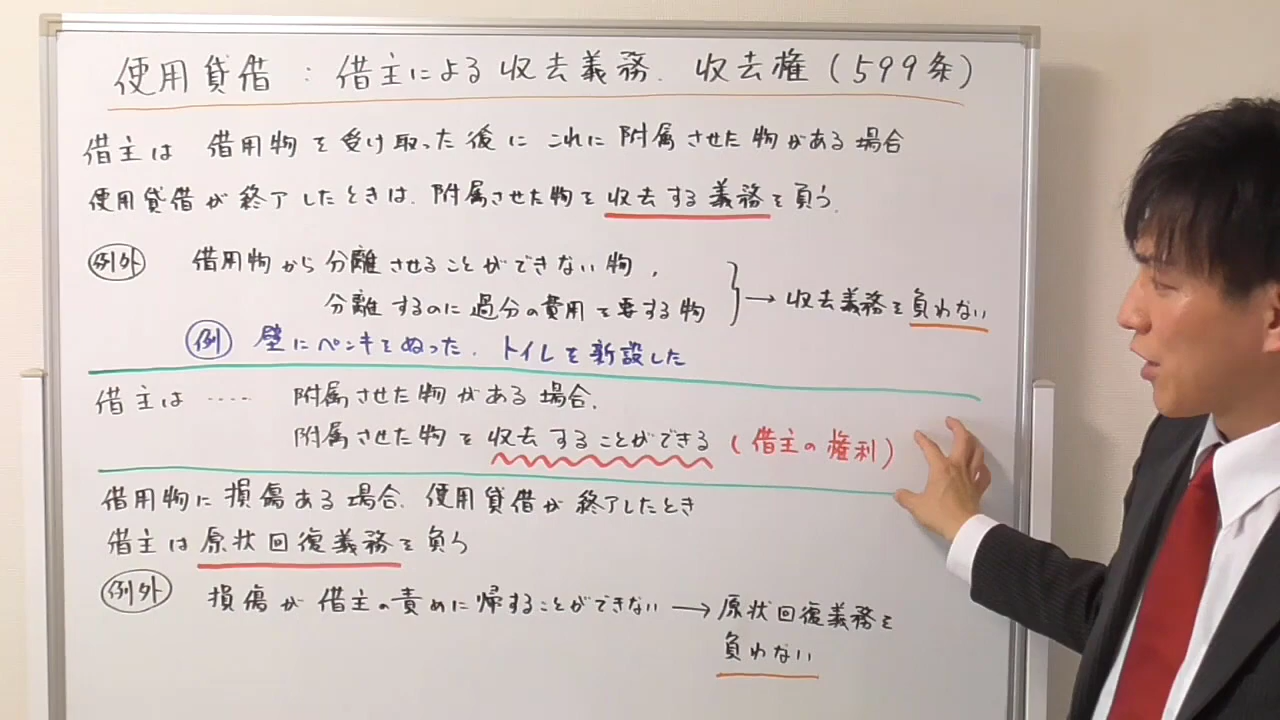 使用貸借：借主による収去義務、収去権（599条）
借主は 借用物を受け取った後に これに 附属させた物がある場合
使用貸借が終了したときは、附属させた物を収去する義務を負う。
例外 借用物から分離させることができない物、
分離するのに過分の費用を要する物
→ 収去義務を負わない
例 壁にペンキをぬった、トイレを新設した
借主は ‥‥ 附属させた物がある場合、
附属させた物を収去することができる（借主の権利）
借用物に損傷ある場合、使用貸借が終了したとき
借主は原状回復義務を負う
例外 損傷が借主の責めに帰することができない → 原状回復義務を
負わない